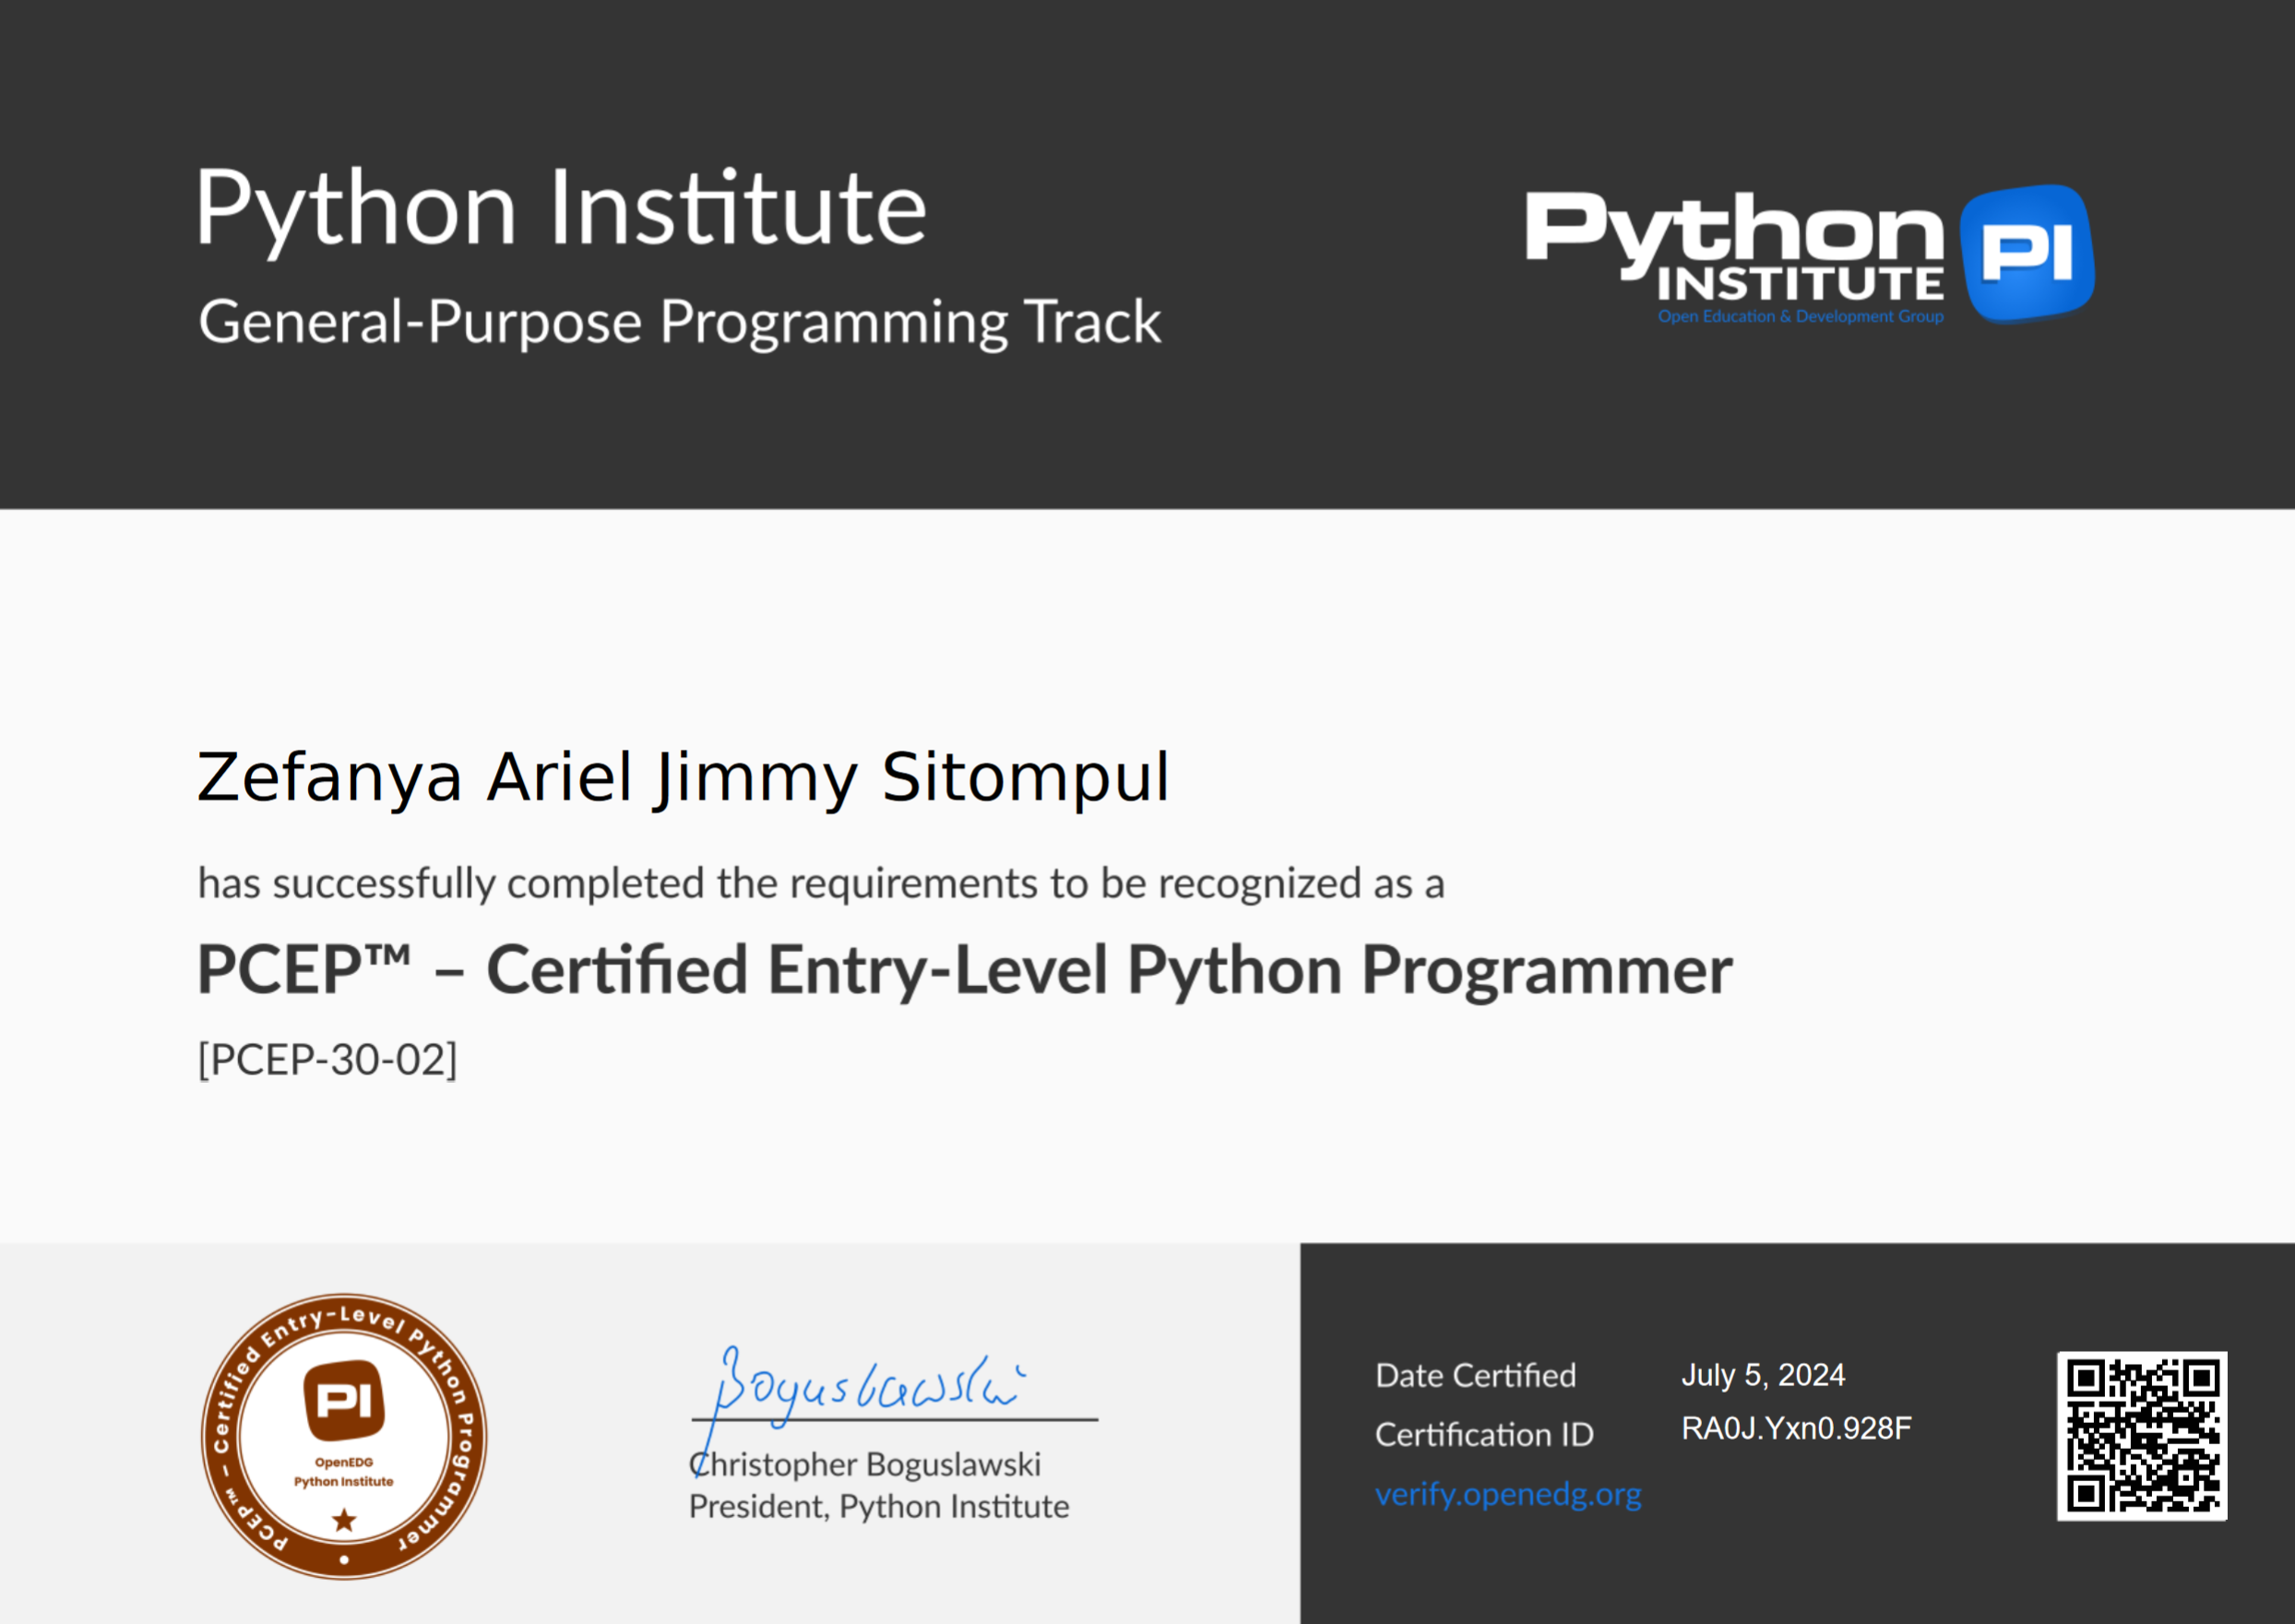 Python Institute
General-Purpose Programming Track
Python
INSTITUTE
Open Education & Development Group
PI
Zefanya Ariel Jimmy Sitompul
has successfully completed the requirements to be recognized as a
PCEP™ – Certified Entry-Level Python Programmer
[PCEP-30-02]
PCEP™ – Certified Entry-Level Python Programmer
PI
OpenEDG
Python Institute
Boguslawski
Christopher Boguslawski
President, Python Institute
Date Certified July 5, 2024
Certification ID RA0J.Yxn0.928F
verify.openedg.org